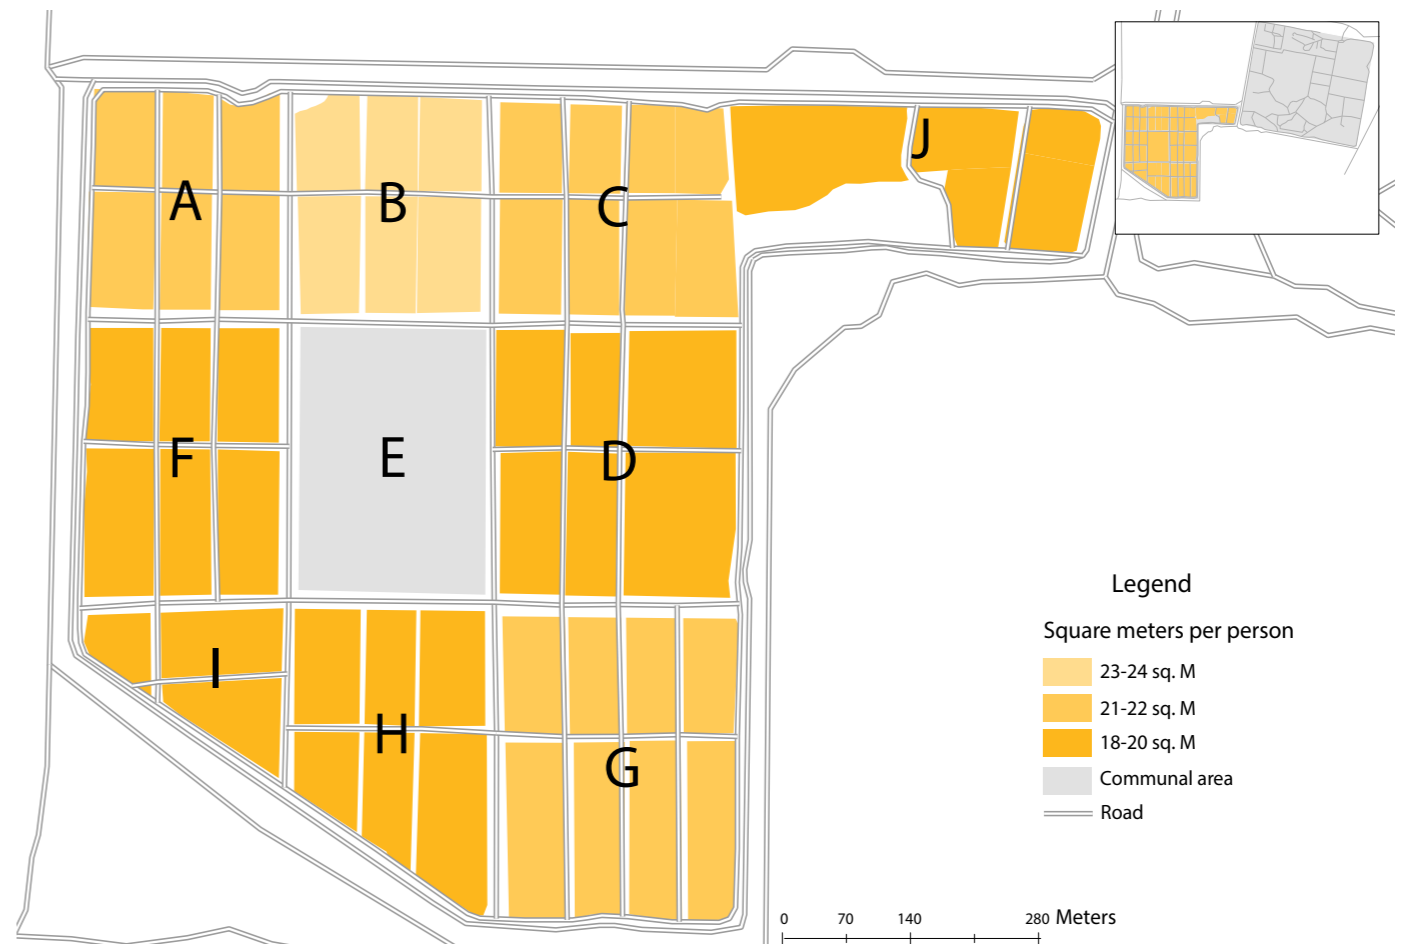 J
A
B
C
F
E
D
I
H
G
Legend
Square meters per person
23-24 sq. M
21-22 sq. M
18-20 sq. M
Communal area
Road
0 70 140 280 Meters